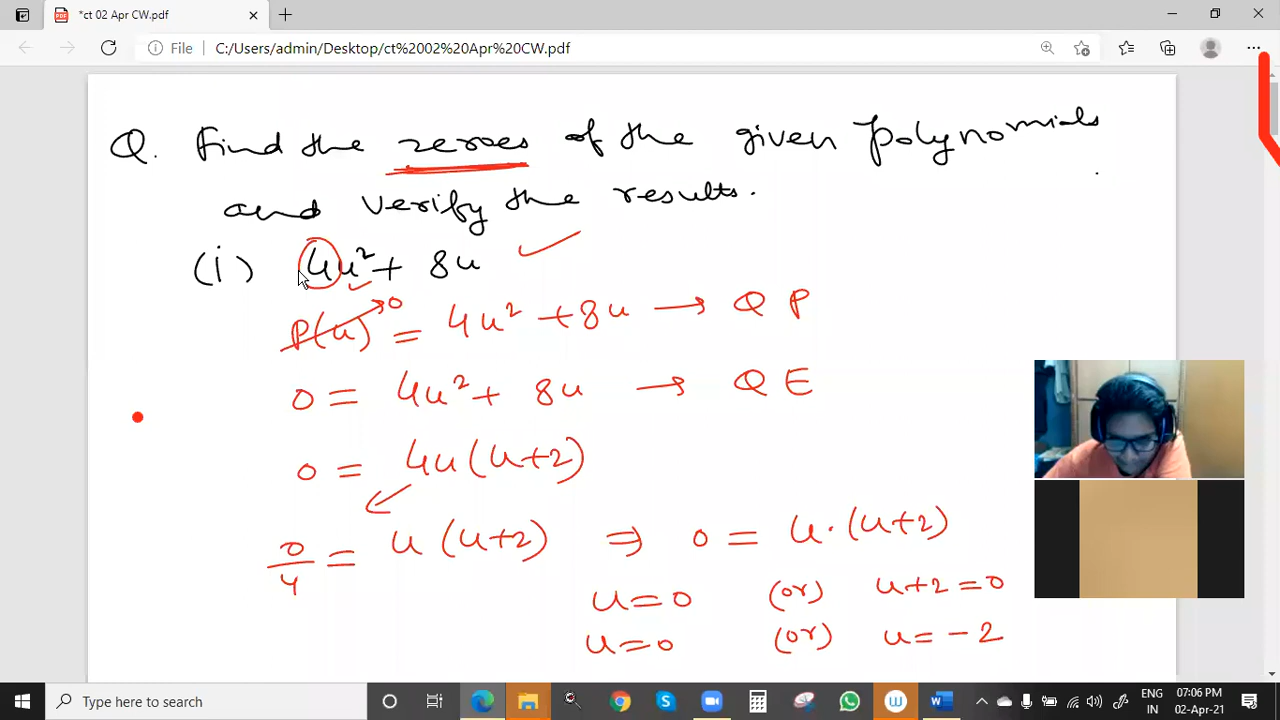 *ct 02 Apr CW.pdf
File C:/Users/admin/Desktop/ct%2002%20Apr%20CW.pdf
Q. Find the zeroes of the given polynomials
and verify the results.
(i) 4u²+ 8u
P(u) 0 = 4u² +8u → Q P
0 = 4u²+ 8u → Q E
0 = 4u(u+2)
0/4 = u (u+2) ⇒ 0 = u·(u+2)
u=0 (or) u+2=0
u=0 (or) u=-2
Type here to search
ENG 07:06 PM
IN 02-Apr-21